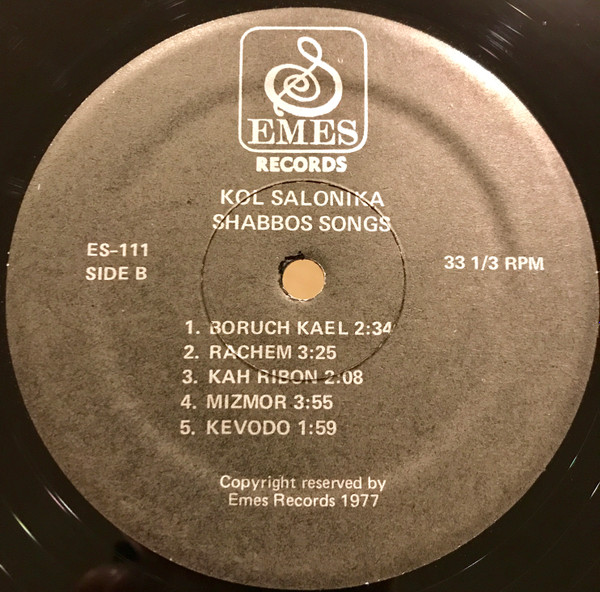 EMES
RECORDS
KOL SALONIKA
SHABBOS SONGS
ES-111
SIDE B
33 1/3 RPM
1. BORUCH KAEL 2:34
2. RACHEM 3:25
3. KAH RIBON 2:08
4. MIZMOR 3:55
5. KEVODO 1:59
Copyright reserved by
Emes Records 1977